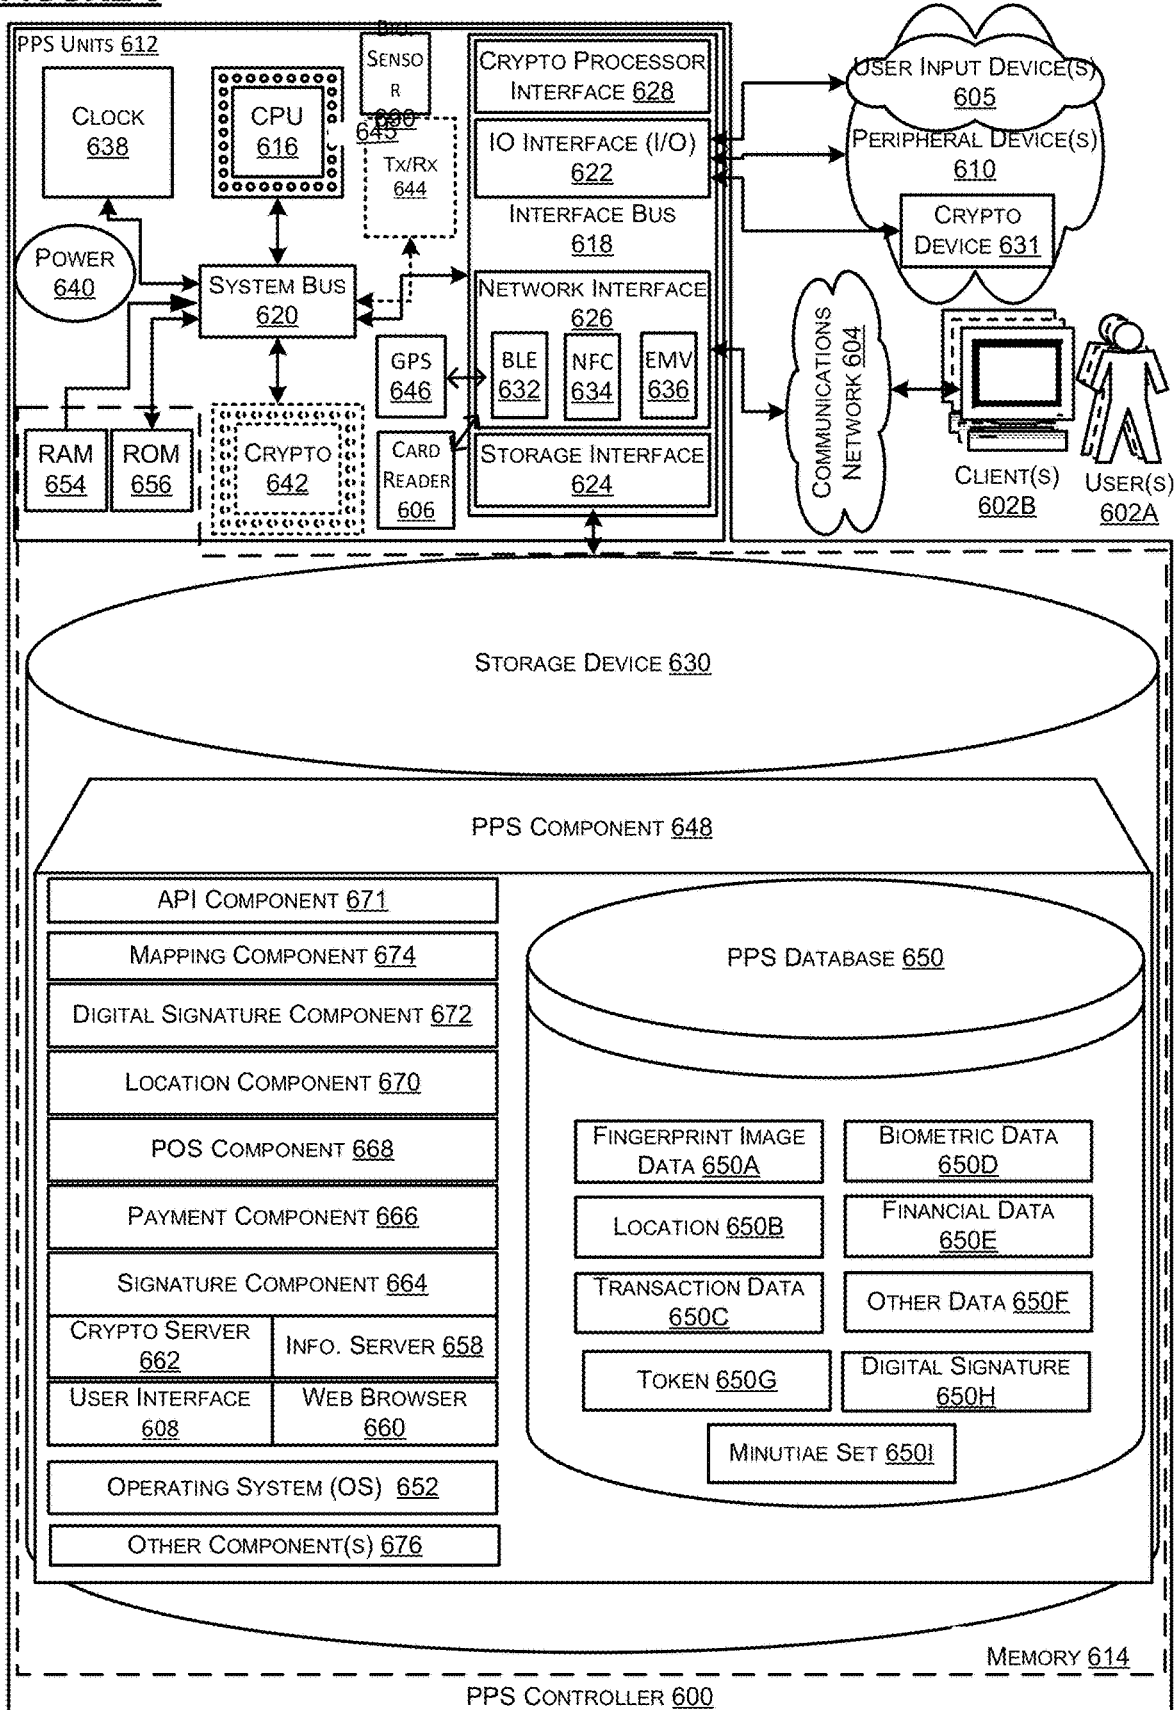 PPS UNITS 612
CLOCK
638
CPU
616
BIO.
SENSO
R
690
645
TX/RX
644
CRYPTO PROCESSOR
INTERFACE 628
IO INTERFACE (I/O)
622
INTERFACE BUS
618
NETWORK INTERFACE
626
BLE
632
NFC
634
EMV
636
STORAGE INTERFACE
624
POWER
640
SYSTEM BUS
620
GPS
646
CARD
READER
606
RAM
654
ROM
656
CRYPTO
642
USER INPUT DEVICE(S)
605
PERIPHERAL DEVICE(S)
610
CRYPTO
DEVICE 631
COMMUNICATIONS
NETWORK 604
CLIENT(S)
602B
USER(S)
602A
STORAGE DEVICE 630
PPS COMPONENT 648
API COMPONENT 671
MAPPING COMPONENT 674
DIGITAL SIGNATURE COMPONENT 672
LOCATION COMPONENT 670
POS COMPONENT 668
PAYMENT COMPONENT 666
SIGNATURE COMPONENT 664
CRYPTO SERVER
662
INFO. SERVER 658
USER INTERFACE
608
WEB BROWSER
660
OPERATING SYSTEM (OS) 652
OTHER COMPONENT(S) 676
PPS DATABASE 650
FINGERPRINT IMAGE
DATA 650A
BIOMETRIC DATA
650D
LOCATION 650B
FINANCIAL DATA
650E
TRANSACTION DATA
650C
OTHER DATA 650F
TOKEN 650G
DIGITAL SIGNATURE
650H
MINUTIAE SET 650I
MEMORY 614
PPS CONTROLLER 600